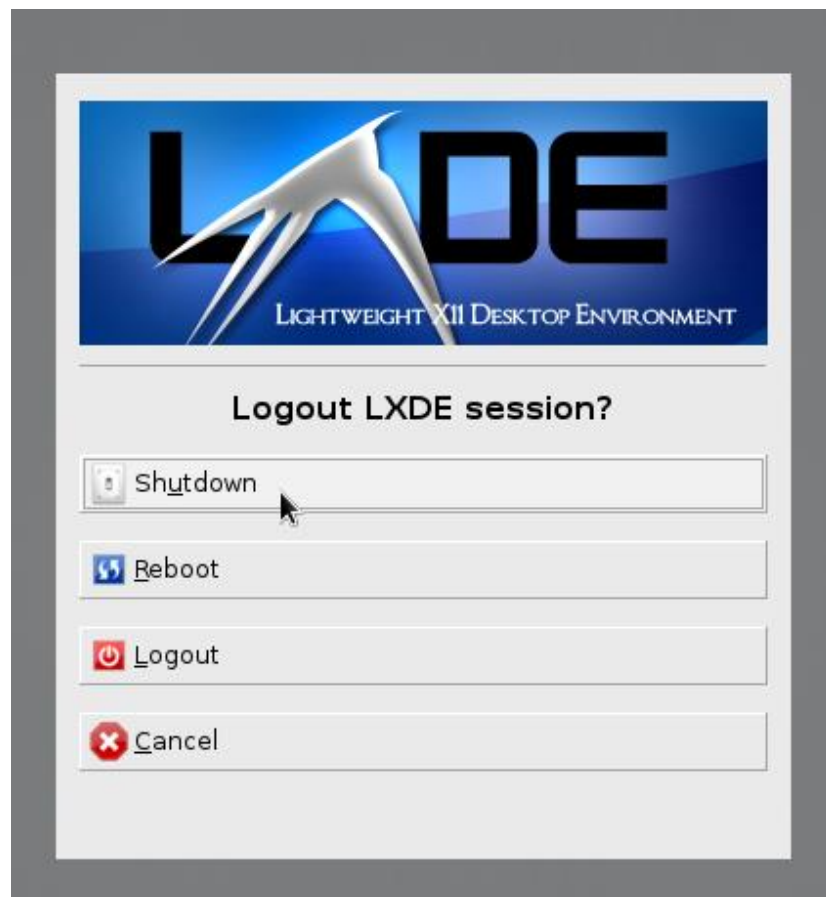 LXDE
Lightweight X11 Desktop Environment
Logout LXDE session?
Shutdown
Reboot
Logout
Cancel